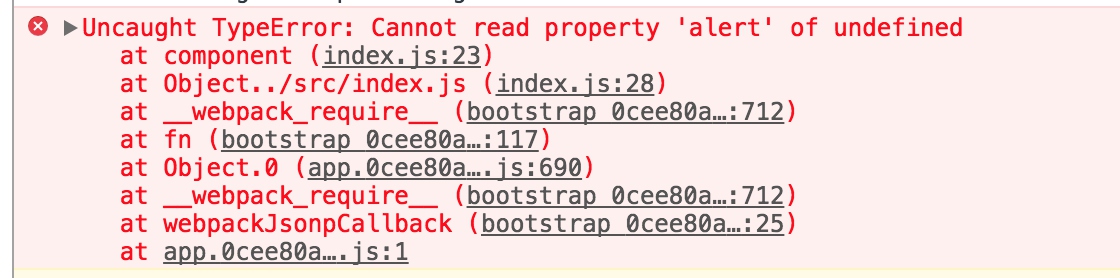 Uncaught TypeError: Cannot read property 'alert' of undefined
at component (index.js:23)
at Object../src/index.js (index.js:28)
at __webpack_require__ (bootstrap 0cee80a…:712)
at fn (bootstrap 0cee80a…:117)
at Object.0 (app.0cee80a….js:690)
at __webpack_require__ (bootstrap 0cee80a…:712)
at webpackJsonpCallback (bootstrap 0cee80a…:25)
at app.0cee80a….js:1